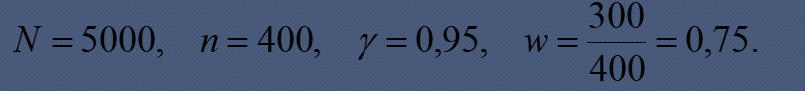 N = 5000, n = 400, γ = 0,95, w = 300/400 = 0,75.